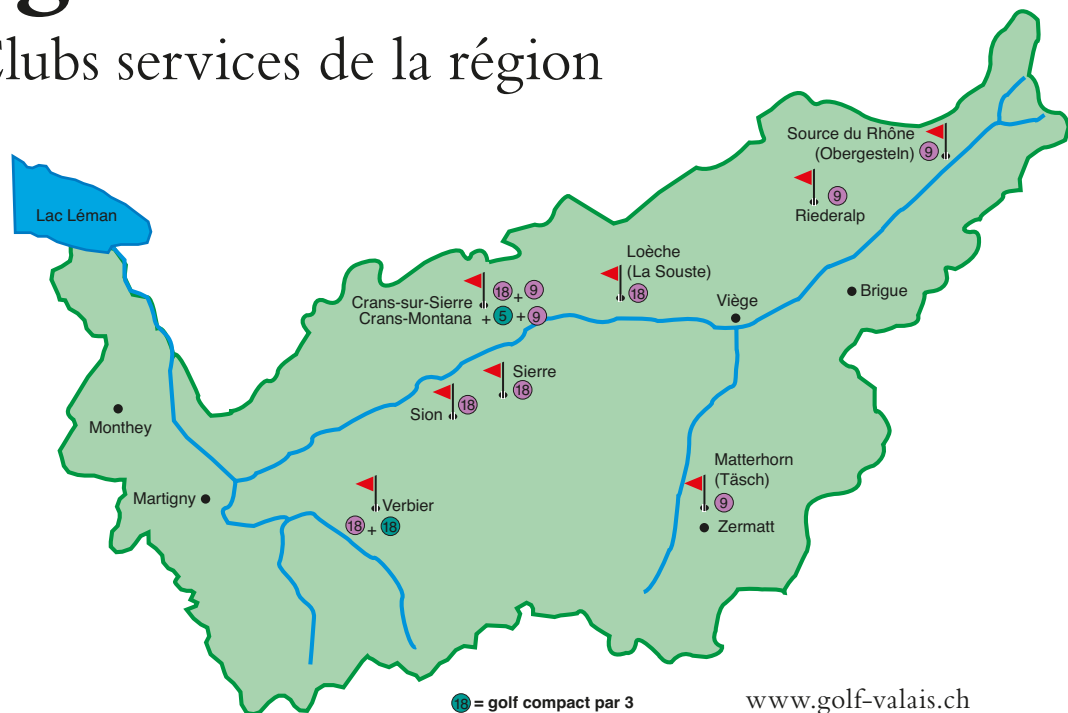 Clubs services de la région
Source du Rhône
(Obergesteln) 9
9
Riederalp
Lac Léman
Loèche
(La Souste)
18
Crans-sur-Sierre 18 + 9
Crans-Montana + 5 + 9
Viège
Brigue
Sierre
18
Sion 18
Monthey
Matterhorn
(Täsch)
9
Zermatt
Martigny
Verbier
18 + 18
18 = golf compact par 3
www.golf-valais.ch